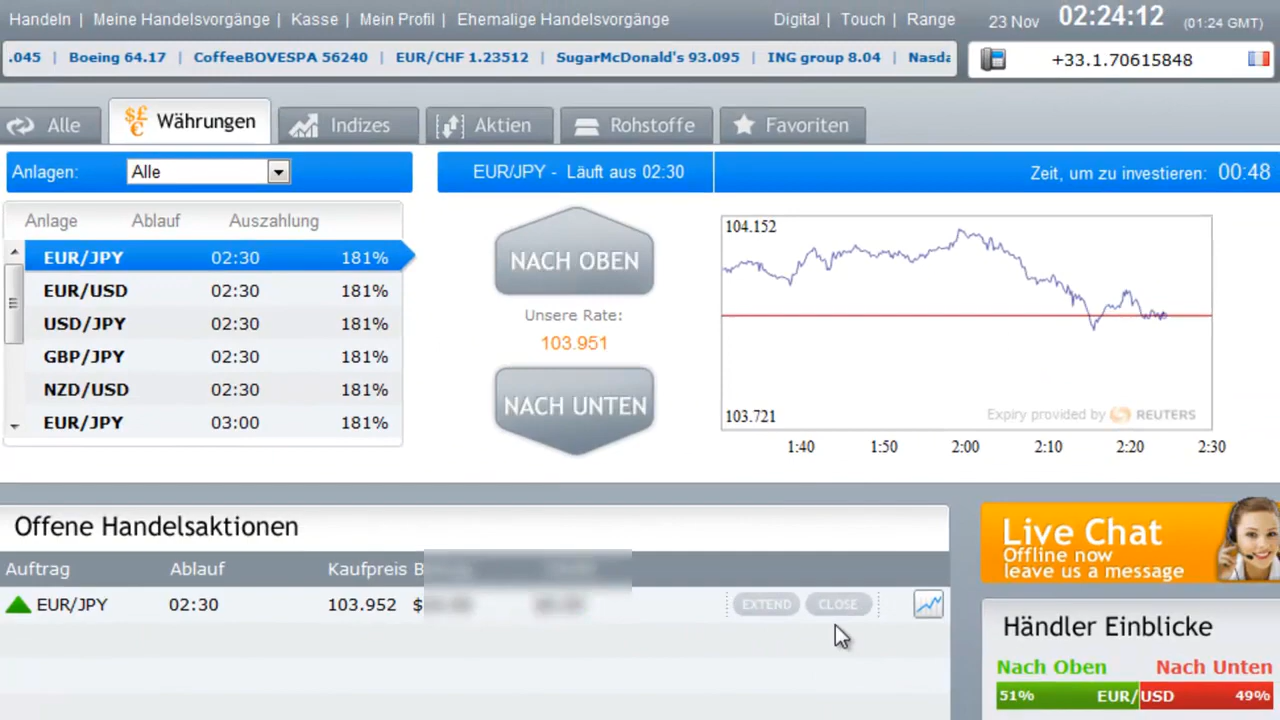 Handeln | Meine Handelsvorgänge | Kasse | Mein Profil | Ehemalige Handelsvorgänge Digital | Touch | Range 23 Nov 02:24:12 (01:24 GMT)
.045 | Boeing 64.17 | CoffeeBOVESPA 56240 | EUR/CHF 1.23512 | SugarMcDonald's 93.095 | ING group 8.04 | Nasda +33.1.70615848
Alle Währungen Indizes Aktien Rohstoffe Favoriten
Anlagen: Alle
EUR/JPY - Läuft aus 02:30 Zeit, um zu investieren: 00:48
Anlage Ablauf Auszahlung
EUR/JPY 02:30 181%
EUR/USD 02:30 181%
USD/JPY 02:30 181%
GBP/JPY 02:30 181%
NZD/USD 02:30 181%
EUR/JPY 03:00 181%
NACH OBEN
Unsere Rate:
103.951
NACH UNTEN
104.152
103.721
Expiry provided by REUTERS
1:40 1:50 2:00 2:10 2:20 2:30
Offene Handelsaktionen
Auftrag Ablauf Kaufpreis B
EUR/JPY 02:30 103.952 $ EXTEND CLOSE
Live Chat
Offline now
leave us a message
Händler Einblicke
Nach Oben Nach Unten
51% EUR/USD 49%